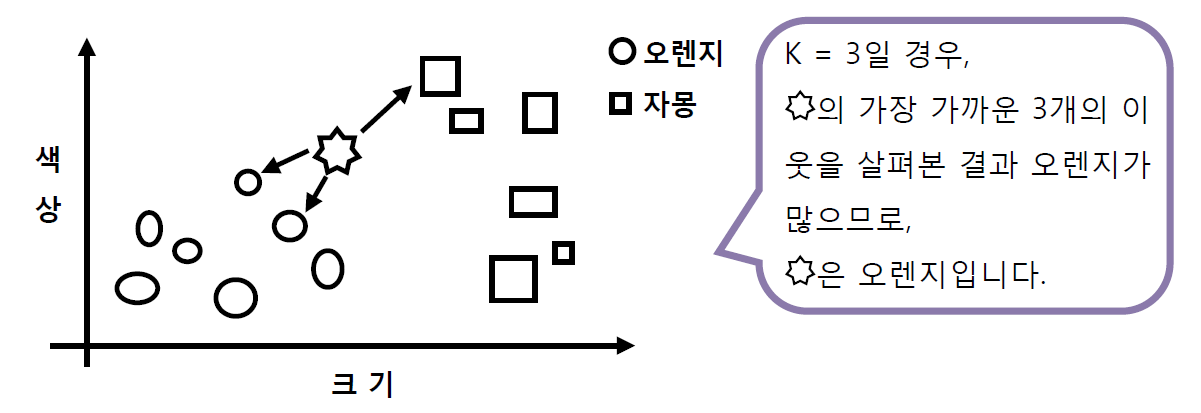 오렌지
자몽
색상
크 기
K = 3일 경우,
의 가장 가까운 3개의 이
웃을 살펴본 결과 오렌지가
많으므로,
은 오렌지입니다.